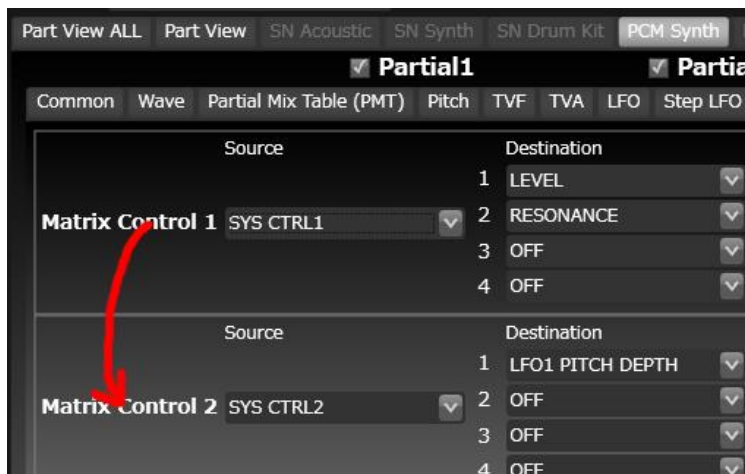 Part View ALL Part View SN Acoustic SN Synth SN Drum Kit PCM Synth
Partial1
Common Wave Partial Mix Table (PMT) Pitch TVF TVA LFO Step LFO
Source Destination
1 LEVEL
Matrix Control 1 SYS CTRL1 2 RESONANCE
3 OFF
4 OFF
Source Destination
1 LFO1 PITCH DEPTH
Matrix Control 2 SYS CTRL2 2 OFF
3 OFF
4 OFF